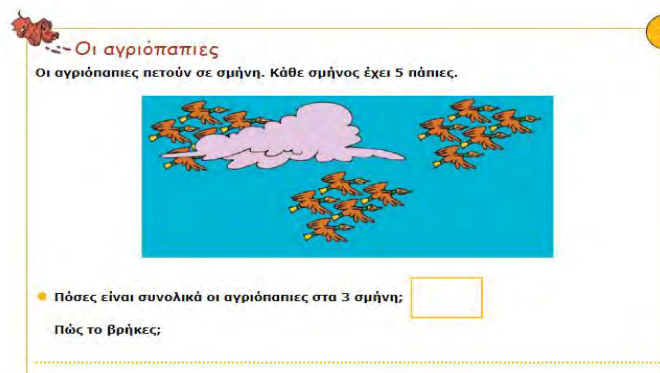 Οι αγριόπαπιες
Οι αγριόπαπιες πετούν σε σμήνη. Κάθε σμήνος έχει 5 πάπιες.
Πόσες είναι συνολικά οι αγριόπαπιες στα 3 σμήνη;
Πώς το βρήκες;